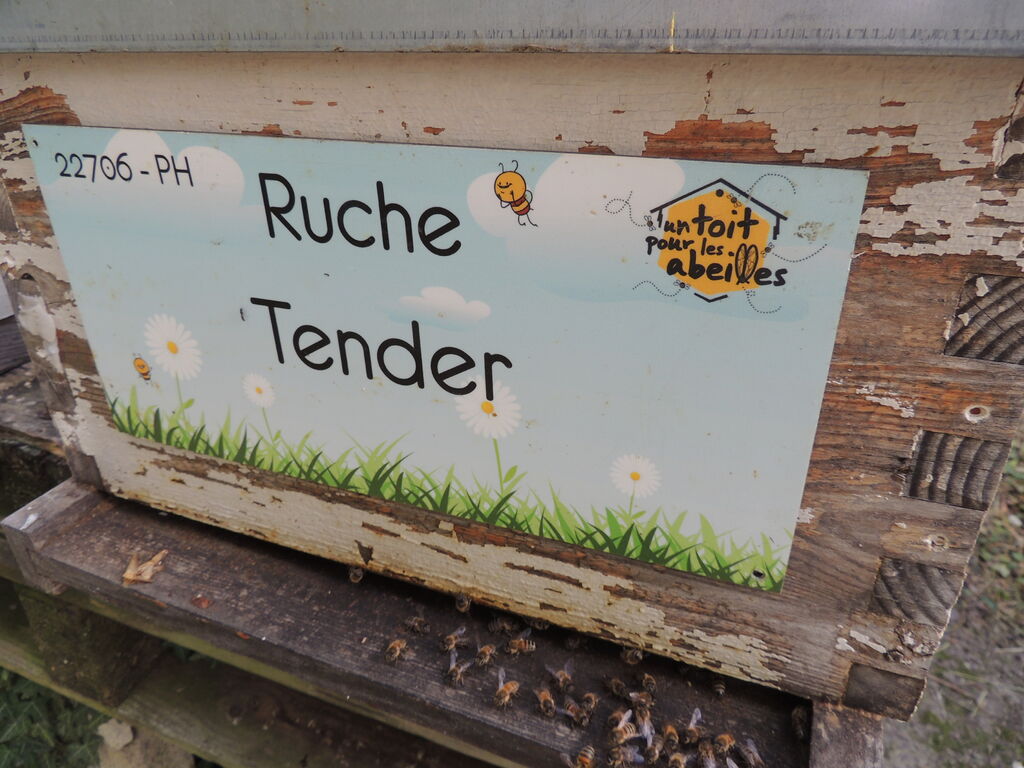 22706 - PH
Ruche
Tender
un toit
pour les
abeilles